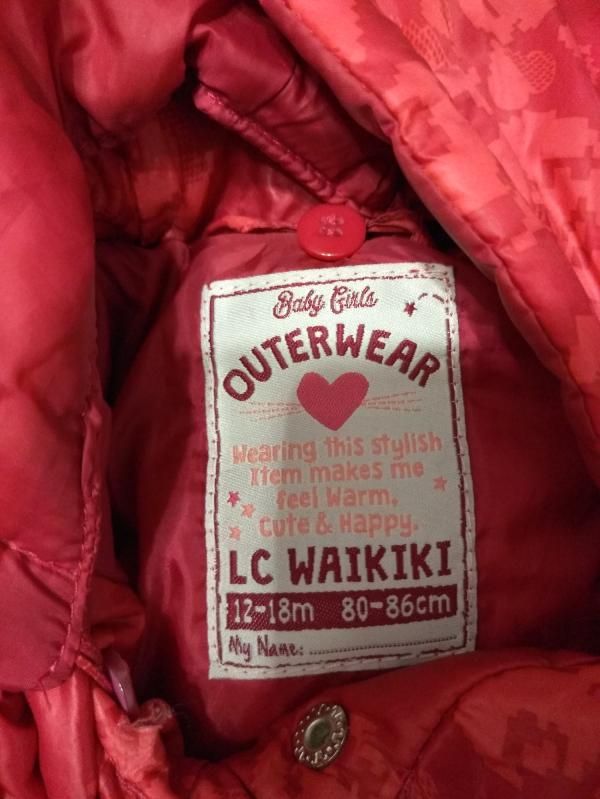 Baby Girls
OUTERWEAR
Wearing this stylish
Item makes me
feel Warm,
Cute & Happy.
LC WAIKIKI
12-18m 80-86cm
My Name: ........................